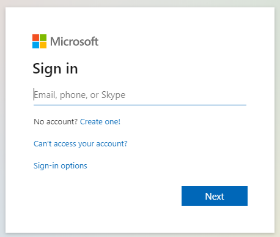 Microsoft
Sign in
Email, phone, or Skype
No account? Create one!
Can't access your account?
Sign-in options
Next